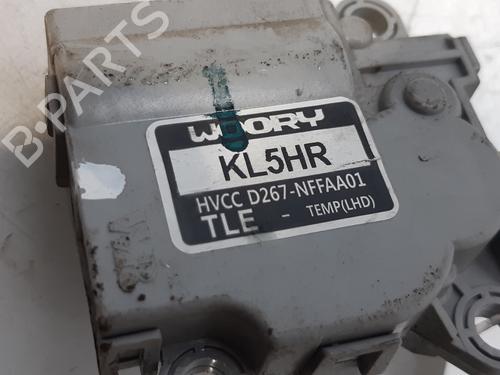 B-PARTS
WOORY
KL5HR
HVCC D267-NFFAA01
TLE - TEMP(LHD)